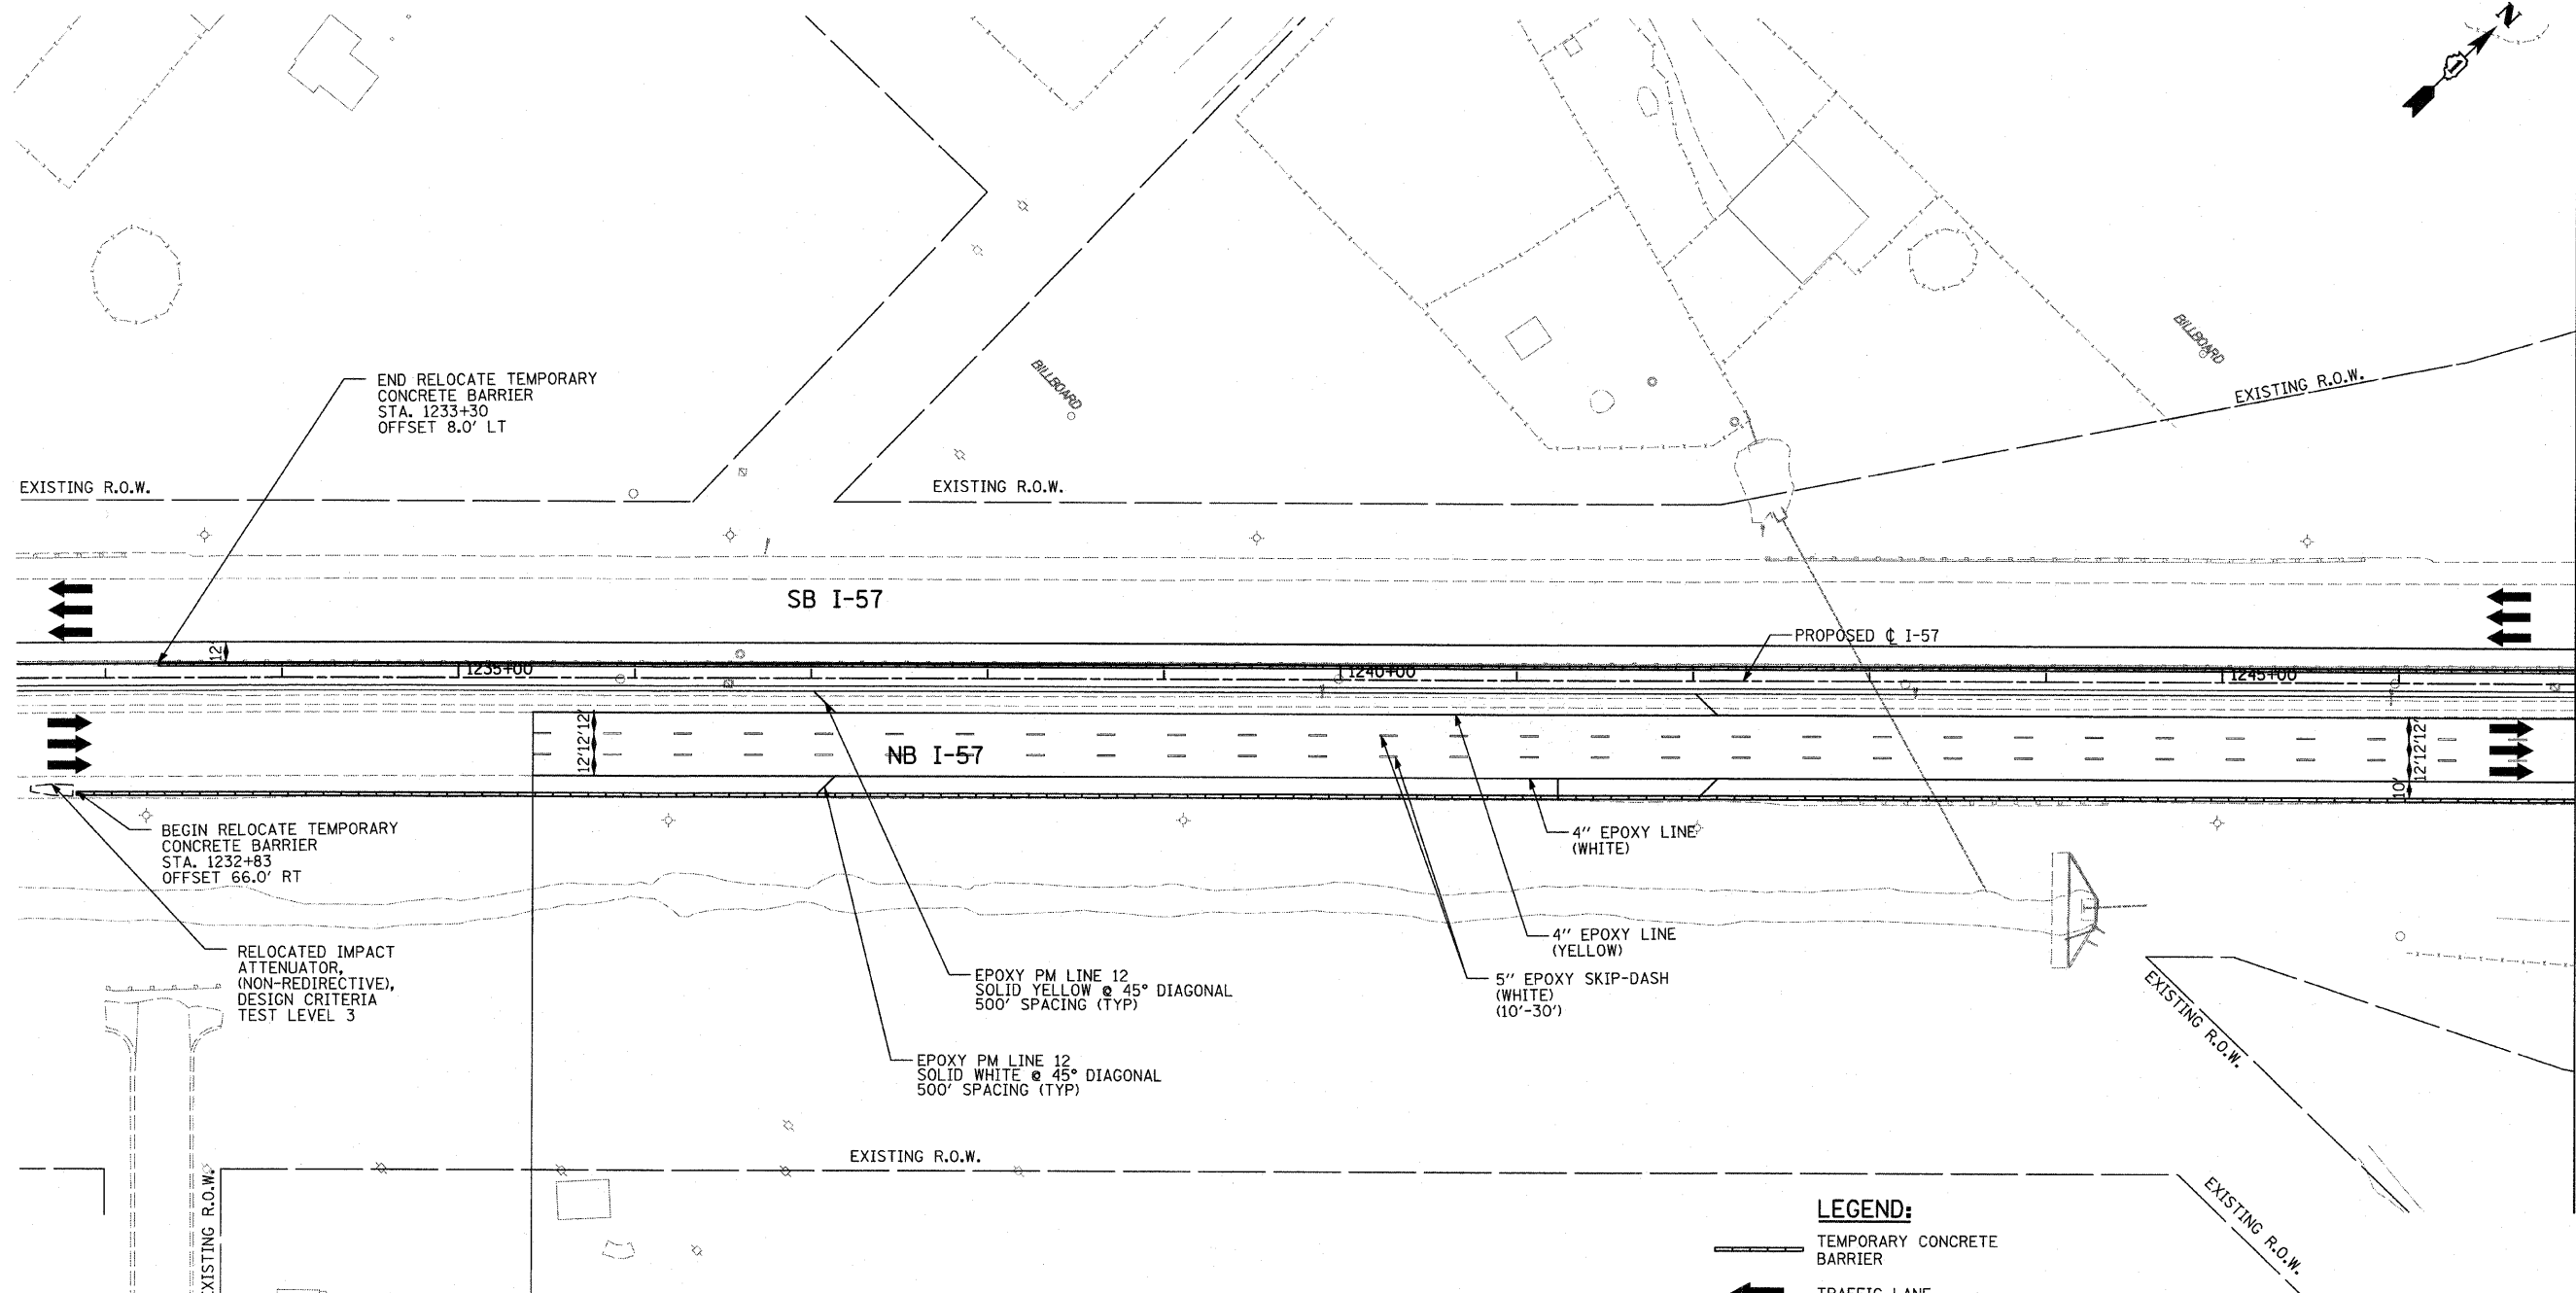 N
1
BILLBOARD
BILLBOARD
EXISTING R.O.W.
END RELOCATE TEMPORARY
CONCRETE BARRIER
STA. 1233+30
OFFSET 8.0' LT
EXISTING R.O.W.
EXISTING R.O.W.
SB I-57
PROPOSED ℄ I-57
12'
1235+00
1240+00
1245+00
12'12'12'
NB I-57
12'12'12'
10'
BEGIN RELOCATE TEMPORARY
CONCRETE BARRIER
STA. 1232+83
OFFSET 66.0' RT
4" EPOXY LINE
(WHITE)
4" EPOXY LINE
(YELLOW)
RELOCATED IMPACT
ATTENUATOR,
(NON-REDIRECTIVE),
DESIGN CRITERIA
TEST LEVEL 3
EPOXY PM LINE 12
SOLID YELLOW @ 45° DIAGONAL
500' SPACING (TYP)
5" EPOXY SKIP-DASH
(WHITE)
(10'-30')
EXISTING R.O.W.
EPOXY PM LINE 12
SOLID WHITE @ 45° DIAGONAL
500' SPACING (TYP)
EXISTING R.O.W.
EXISTING R.O.W.
EXISTING R.O.W.
LEGEND:
TEMPORARY CONCRETE
BARRIER
TRAFFIC LANE